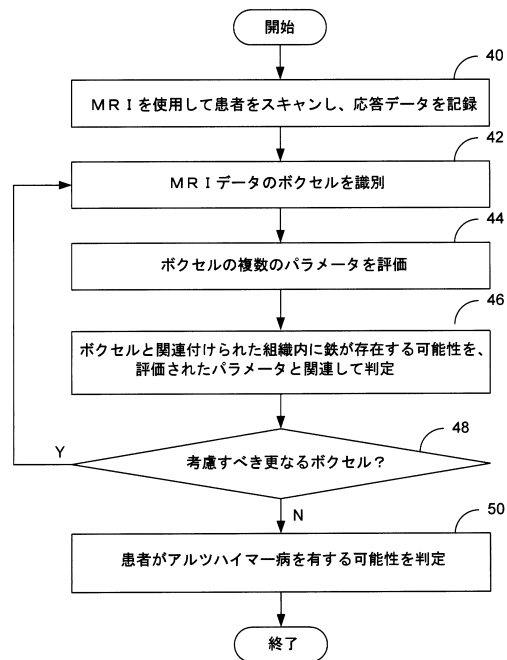 開始
40
ＭＲＩを使用して患者をスキャンし、応答データを記録
42
ＭＲＩデータのボクセルを識別
44
ボクセルの複数のパラメータを評価
46
ボクセルと関連付けられた組織内に鉄が存在する可能性を、
評価されたパラメータと関連して判定
48
考慮すべき更なるボクセル？
Y
N
50
患者がアルツハイマー病を有する可能性を判定
終了